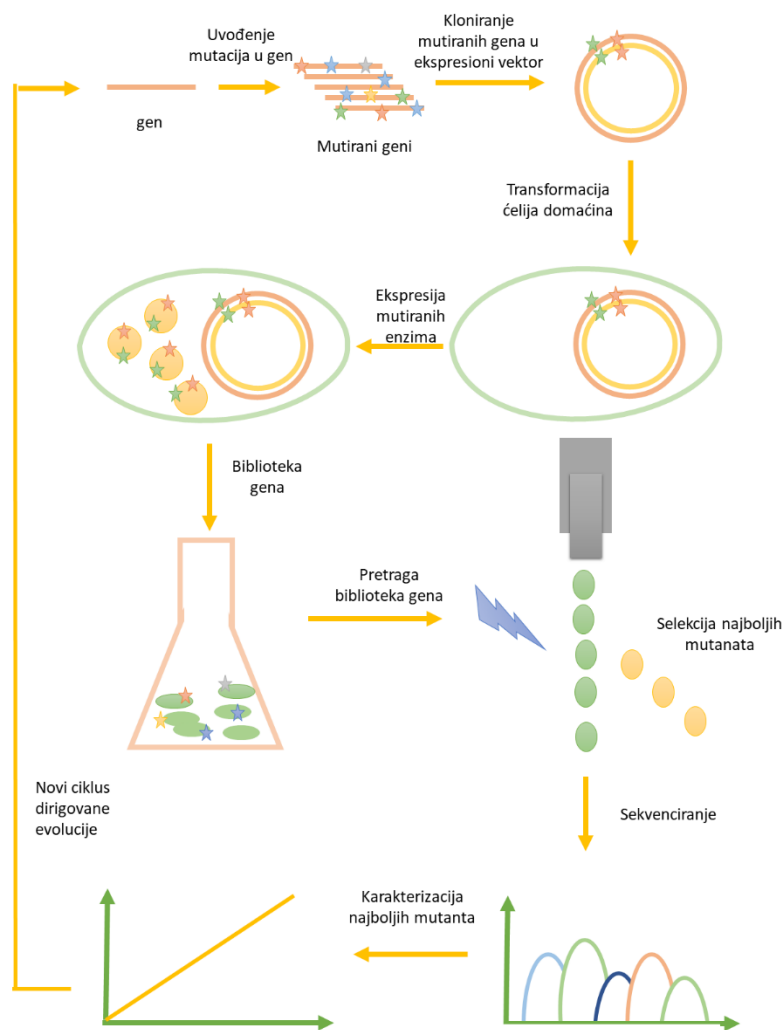 Uvođenje
mutacija u gen
Kloniranje
mutiranih gena u
ekspresioni vektor
gen
Mutirani geni
Transformacija
ćelija domaćina
Ekspresija
mutiranih
enzima
Biblioteka
gena
Pretraga
biblioteka gena
Selekcija najboljih
mutanata
Novi ciklus
dirigovane
evolucije
Sekvenciranje
Karakterizacija
najboljih mutanta